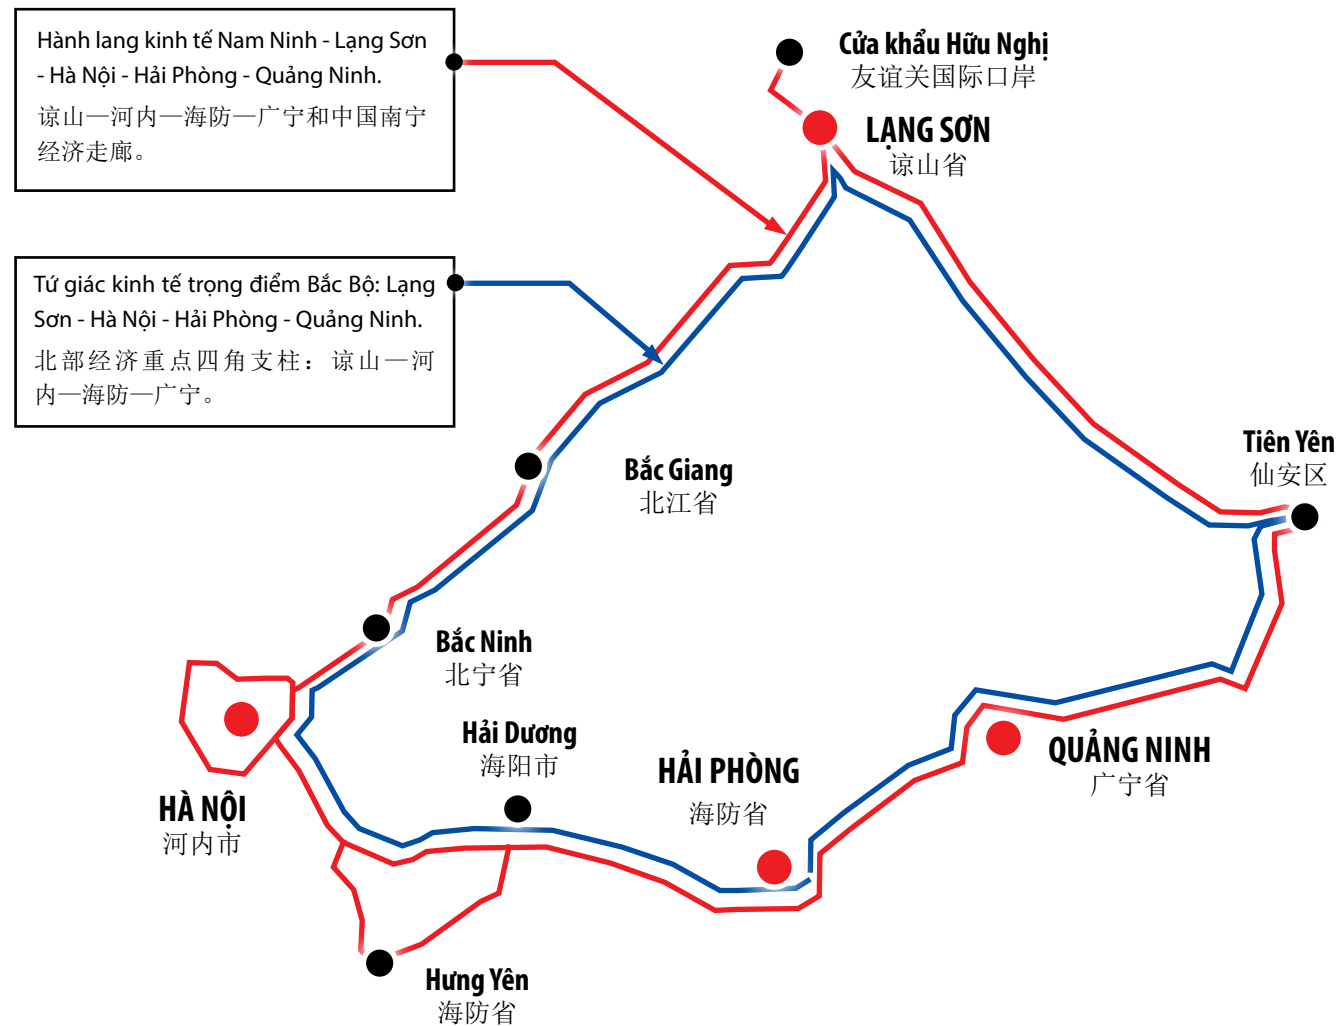 Hành lang kinh tế Nam Ninh - Lạng Sơn
- Hà Nội - Hải Phòng - Quảng Ninh.
谅山—河内—海防—广宁和中国南宁
经济走廊。
Cửa khẩu Hữu Nghị
友谊关国际口岸
LẠNG SƠN
谅山省
Tứ giác kinh tế trọng điểm Bắc Bộ: Lạng
Sơn - Hà Nội - Hải Phòng - Quảng Ninh.
北部经济重点四角支柱：谅山—河
内—海防—广宁。
Tiên Yên
仙安区
Bắc Giang
北江省
Bắc Ninh
北宁省
Hải Dương
海阳市
HẢI PHÒNG
海防省
QUẢNG NINH
广宁省
HÀ NỘI
河内市
Hưng Yên
海防省